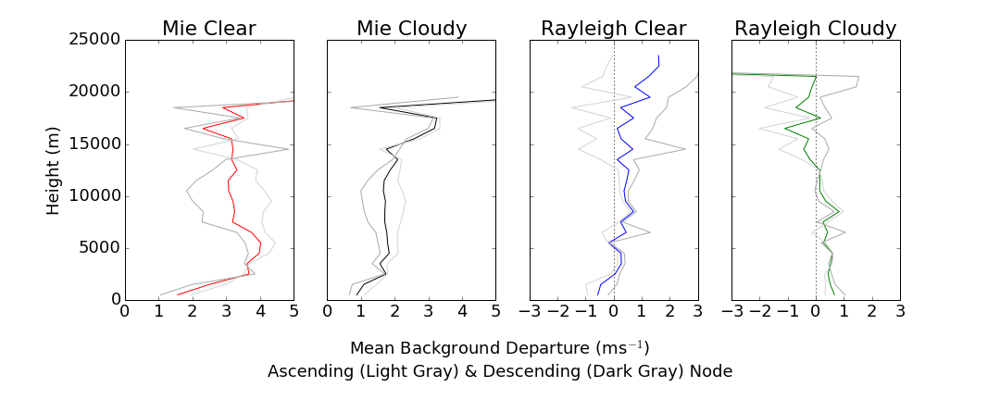 Mie Clear Mie Cloudy Rayleigh Clear Rayleigh Cloudy
25000
20000
15000
10000
5000
0
Height (m)
0 1 2 3 4 5 0 1 2 3 4 5 −3 −2 −1 0 1 2 3 −3 −2 −1 0 1 2 3
Mean Background Departure (ms⁻¹)
Ascending (Light Gray) & Descending (Dark Gray) Node